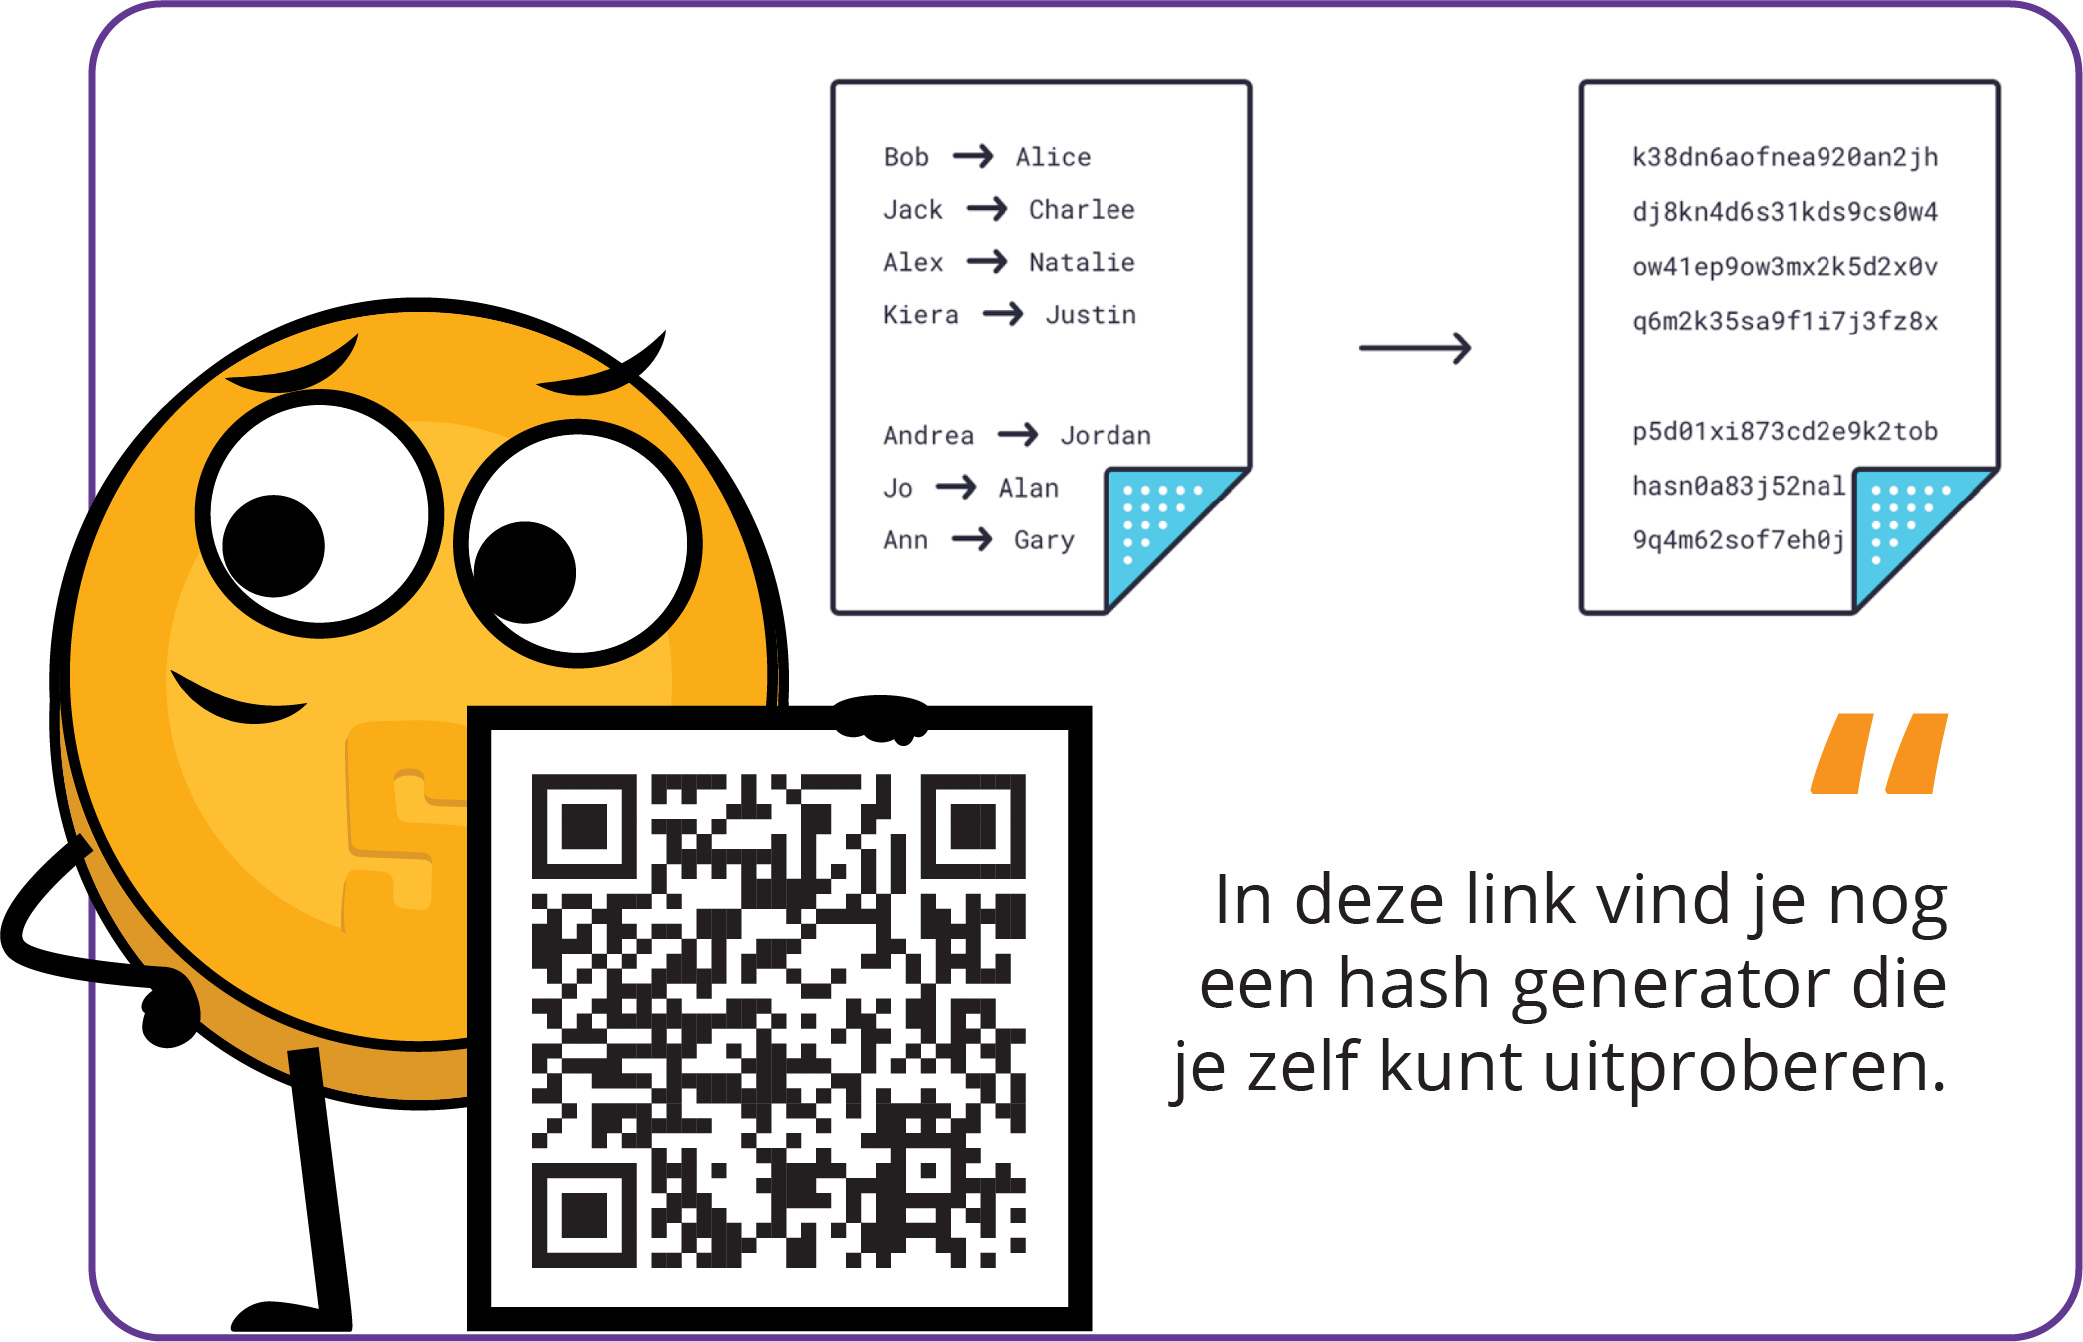 Bob → Alice
Jack → Charlee
Alex → Natalie
Kiera → Justin
Andrea → Jordan
Jo → Alan
Ann → Gary
k38dn6aofnea920an2jh
dj8kn4d6s31kds9cs0w4
ow41ep9ow3mx2k5d2x0v
q6m2k35sa9f1i7j3fz8x
p5d01xi873cd2e9k2tob
hasn0a83j52nal
9q4m62sof7eh0j
S
“
In deze link vind je nog
een hash generator die
je zelf kunt uitproberen.